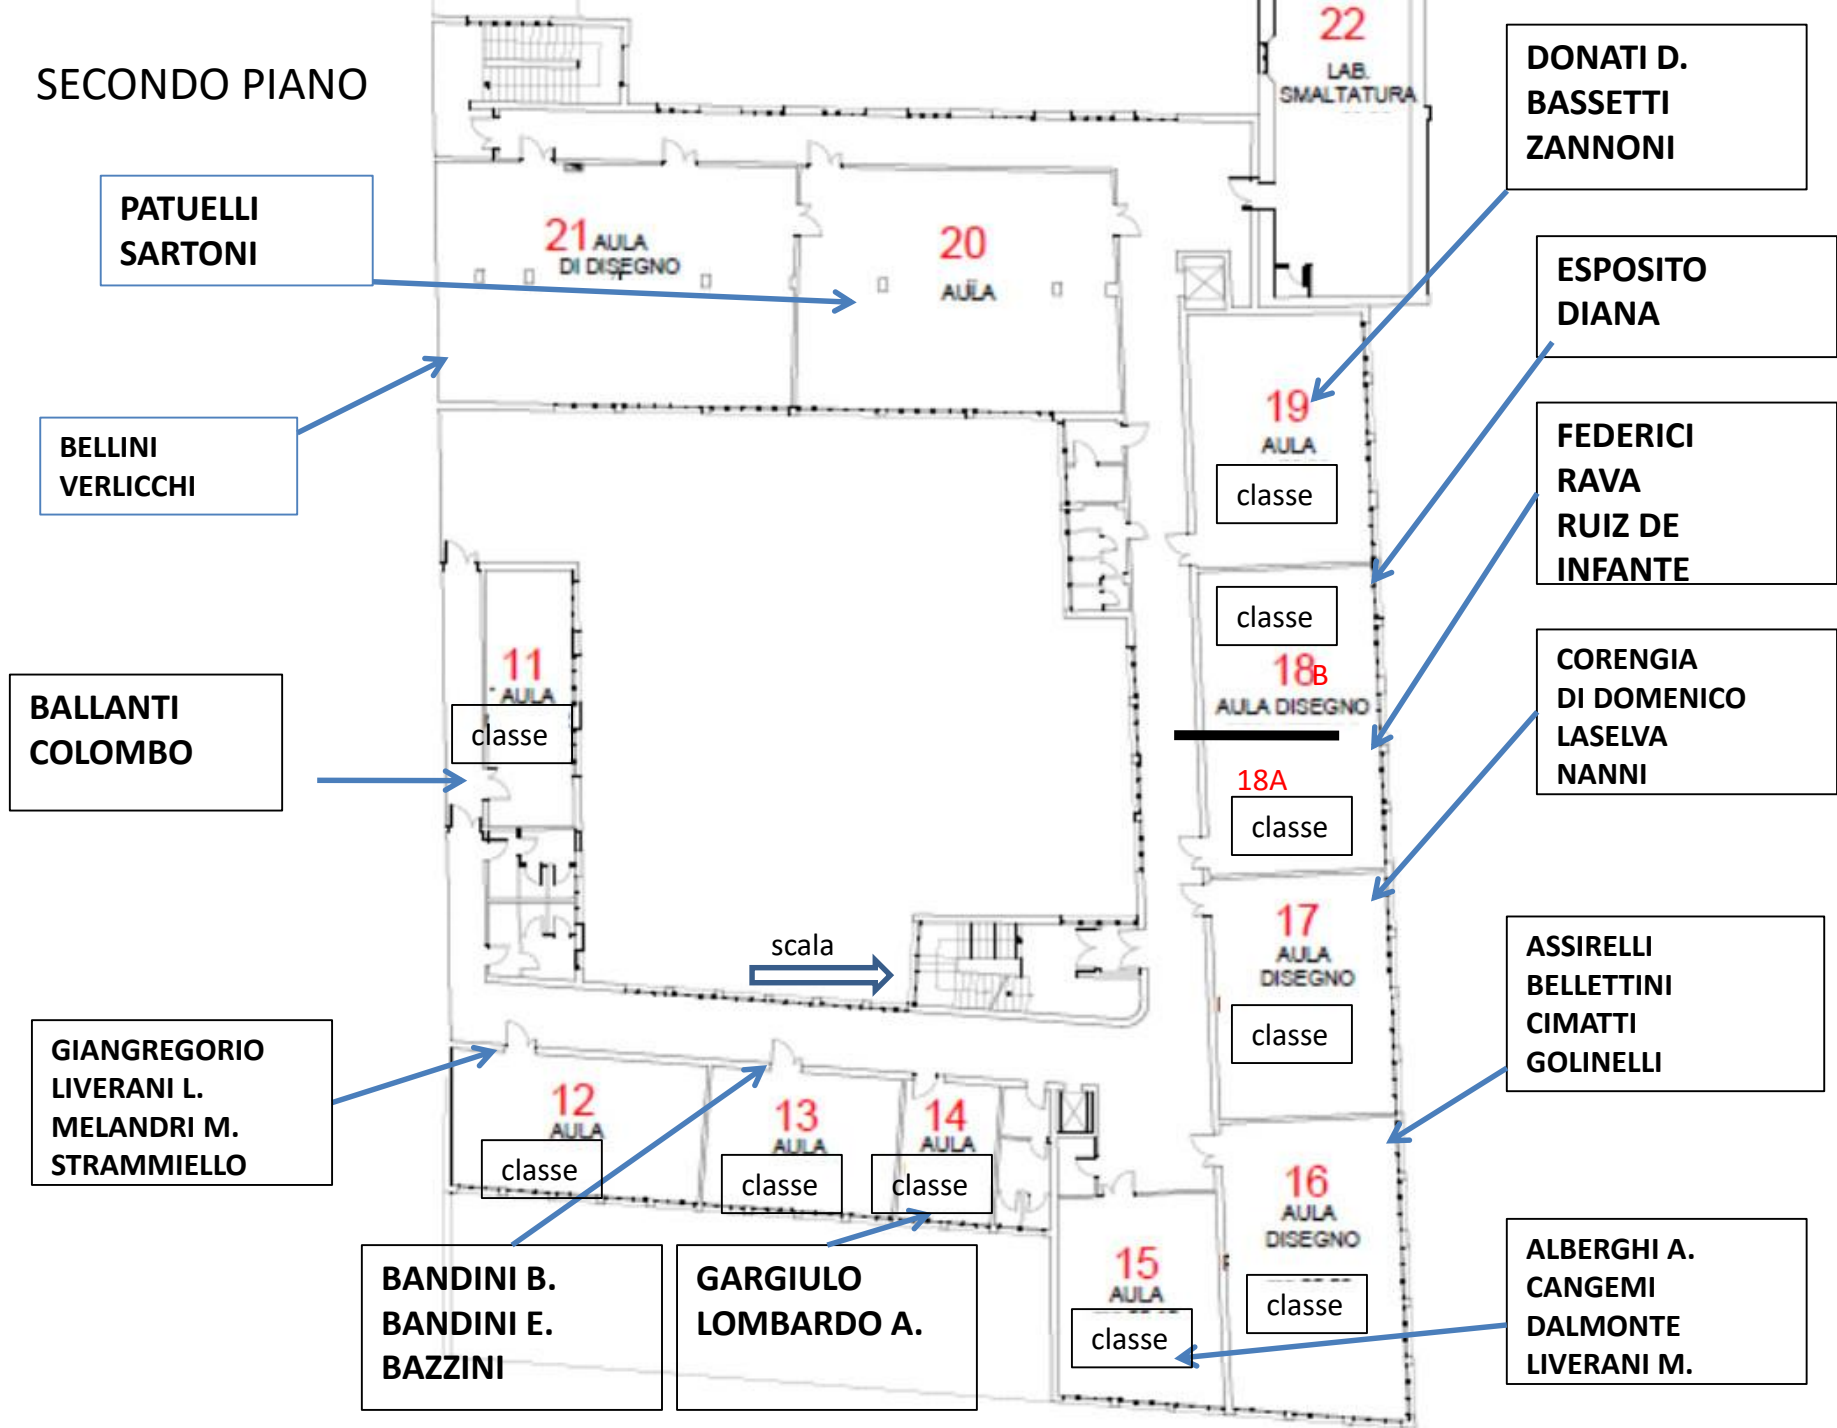 SECONDO PIANO
22
LAB.
SMALTATURA
DONATI D.
BASSETTI
ZANNONI
PATUELLI
SARTONI
21 AULA
DI DISEGNO
20
AULA
ESPOSITO
DIANA
BELLINI
VERLICCHI
19
AULA
classe
FEDERICI
RAVA
RUIZ DE
INFANTE
classe
18B
AULA DISEGNO
11
AULA
classe
BALLANTI
COLOMBO
CORENGIA
DI DOMENICO
LASELVA
NANNI
18A
classe
17
AULA
DISEGNO
classe
scala
ASSIRELLI
BELLETTINI
CIMATTI
GOLINELLI
GIANGREGORIO
LIVERANI L.
MELANDRI M.
STRAMMIELLO
12
AULA
classe
13
AULA
classe
14
AULA
classe
16
AULA
DISEGNO
classe
15
AULA
classe
BANDINI B.
BANDINI E.
BAZZINI
GARGIULO
LOMBARDO A.
ALBERGHI A.
CANGEMI
DALMONTE
LIVERANI M.